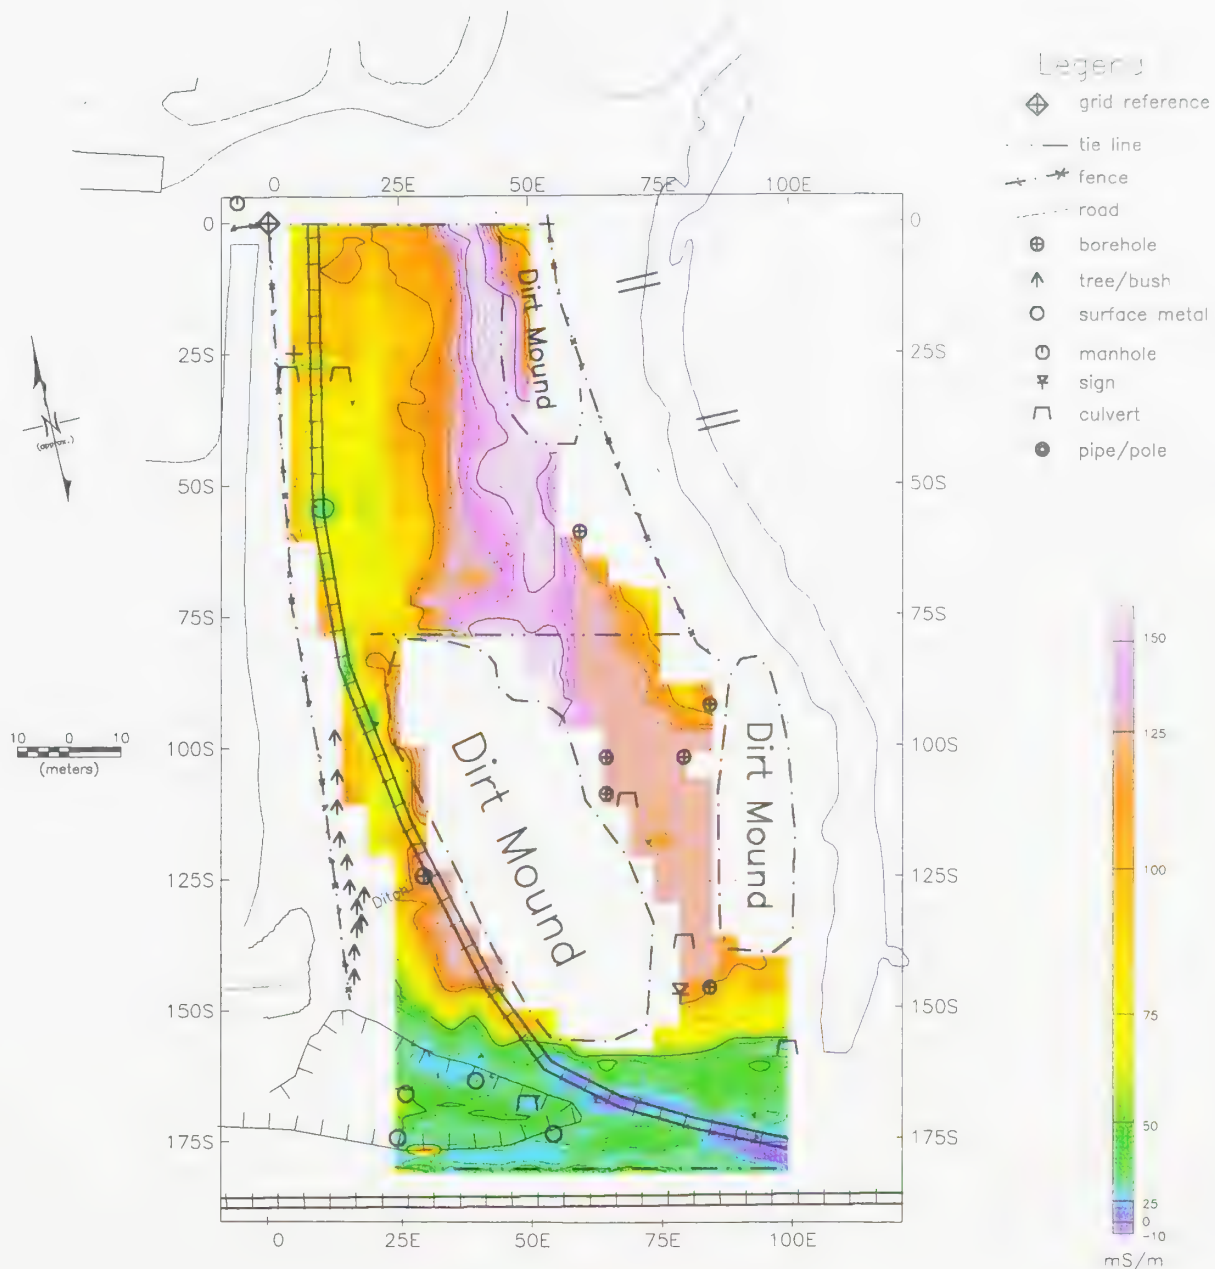 Legend
grid reference
tie line
fence
road
borehole
tree/bush
surface metal
manhole
sign
culvert
pipe/pole
0 25E 50E 75E 100E
0 0
25S 25S
50S 50S
75S 75S
100S 100S
125S 125S
150S 150S
175S 175S
0 25E 50E 75E 100E
Dirt Mound
Dirt Mound
Dirt Mound
Ditch
N
(approx.)
10 0 10
(meters)
150
125
100
75
50
25
0
-10
mS/m